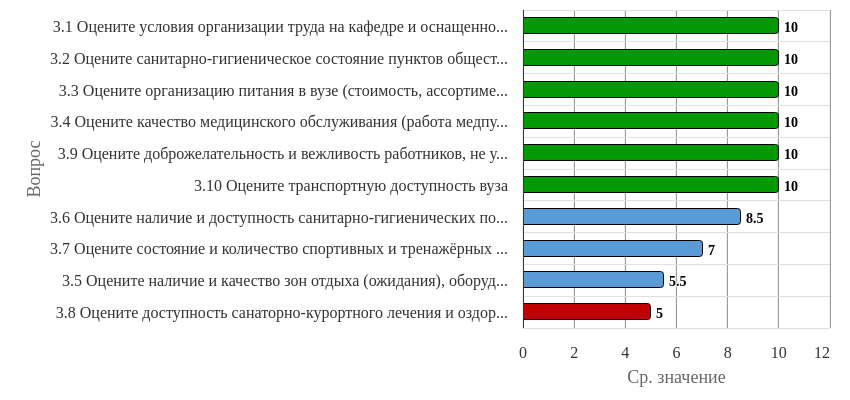 3.1 Оцените условия организации труда на кафедре и оснащенно... 10
3.2 Оцените санитарно-гигиеническое состояние пунктов общест... 10
3.3 Оцените организацию питания в вузе (стоимость, ассортиме... 10
3.4 Оцените качество медицинского обслуживания (работа медпу... 10
3.9 Оцените доброжелательность и вежливость работников, не у... 10
3.10 Оцените транспортную доступность вуза 10
3.6 Оцените наличие и доступность санитарно-гигиенических по... 8.5
3.7 Оцените состояние и количество спортивных и тренажёрных ... 7
3.5 Оцените наличие и качество зон отдыха (ожидания), оборуд... 5.5
3.8 Оцените доступность санаторно-курортного лечения и оздор... 5
Вопрос
0 2 4 6 8 10 12
Ср. значение